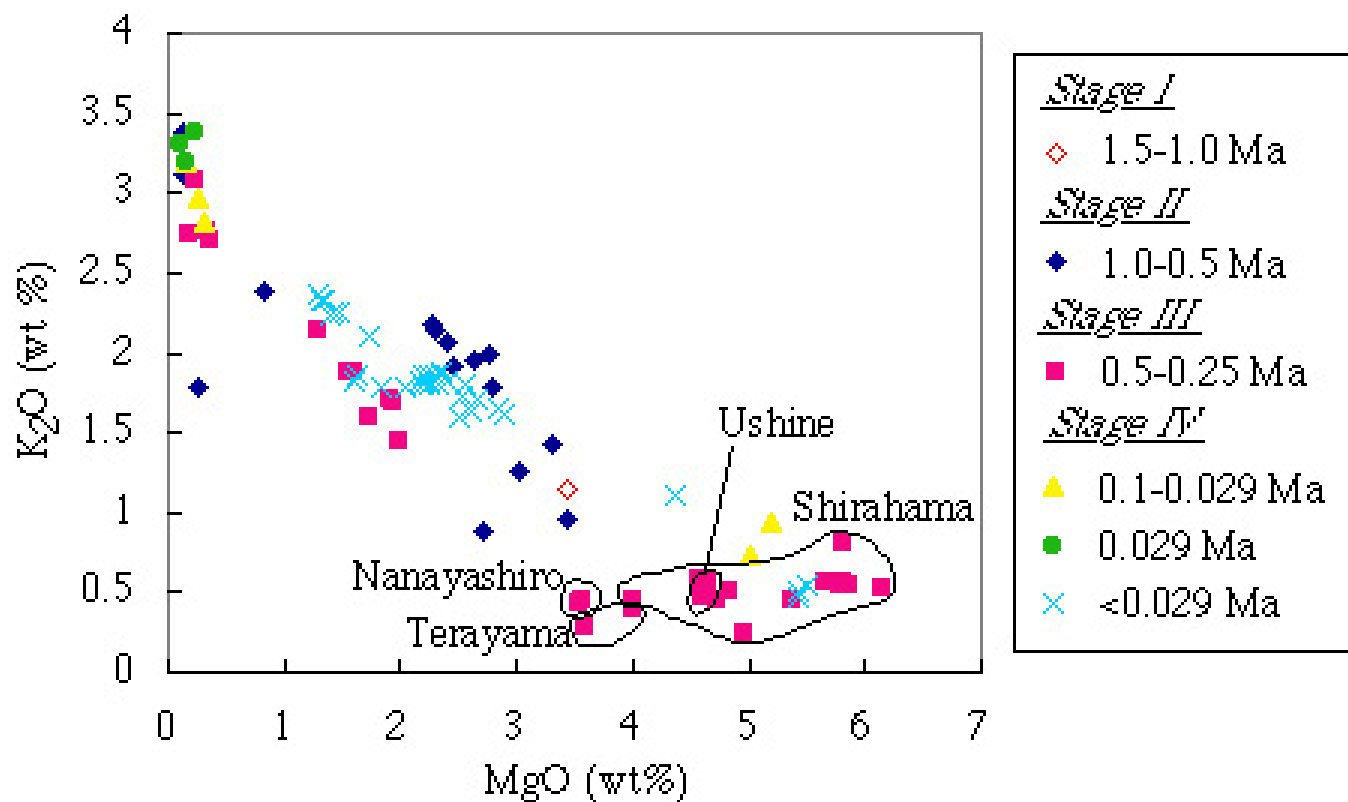 4
3.5
3
2.5
2
1.5
1
0.5
0
K2O (wt %)
0 1 2 3 4 5 6 7
MgO (wt%)
Ushine
Shirahama
Nanayashiro
Terayama
Stage I
1.5-1.0 Ma
Stage II
1.0-0.5 Ma
Stage III
0.5-0.25 Ma
Stage IV
0.1-0.029 Ma
0.029 Ma
<0.029 Ma